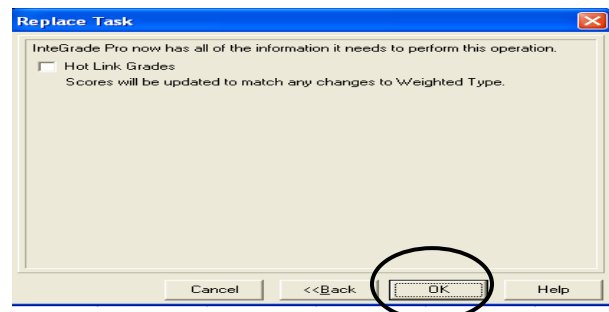 Replace Task
InteGrade Pro now has all of the information it needs to perform this operation.
Hot Link Grades
Scores will be updated to match any changes to Weighted Type.
Cancel <<Back OK Help